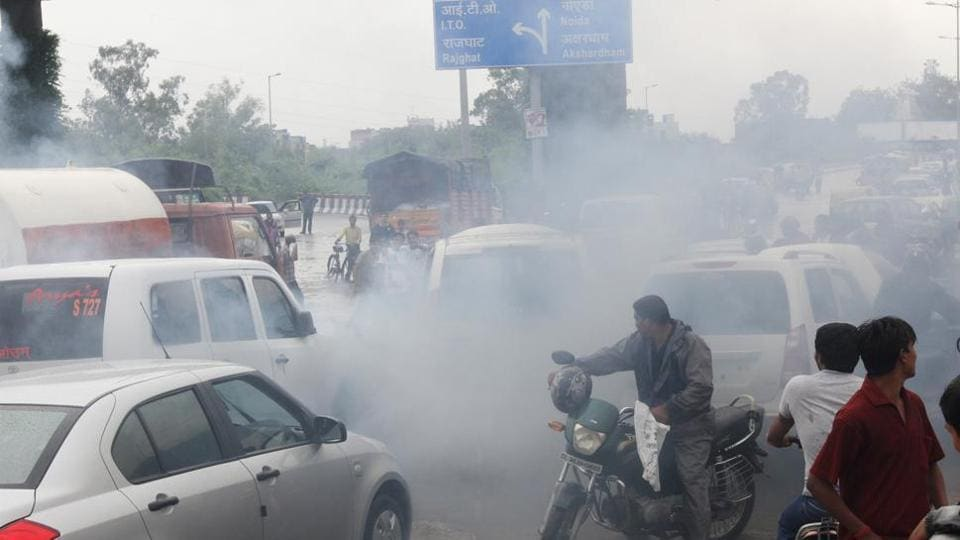 आई.टी.ओ.
I.T.O.
राजघाट
Rajghat
नोएडा
Noida
अक्षरधाम
Akshardham
S 727